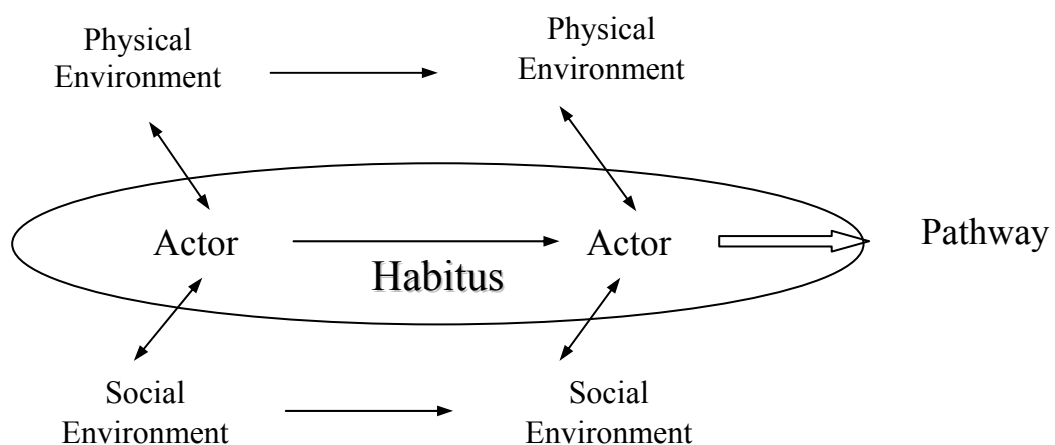 Physical
Environment
Physical
Environment
Actor
Actor
Pathway
Habitus
Social
Environment
Social
Environment